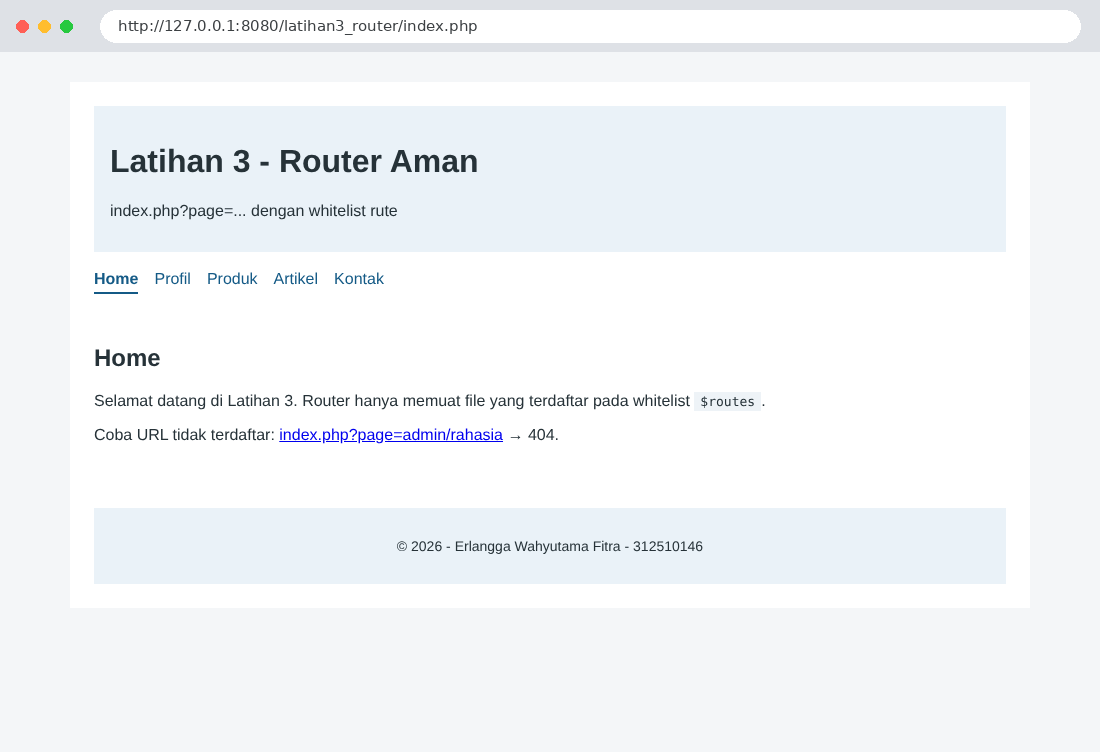 http://127.0.0.1:8080/latihan3_router/index.php
Latihan 3 - Router Aman
index.php?page=... dengan whitelist rute
Home Profil Produk Artikel Kontak
Home
Selamat datang di Latihan 3. Router hanya memuat file yang terdaftar pada whitelist $routes.
Coba URL tidak terdaftar: index.php?page=admin/rahasia → 404.
© 2026 - Erlangga Wahyutama Fitra - 312510146